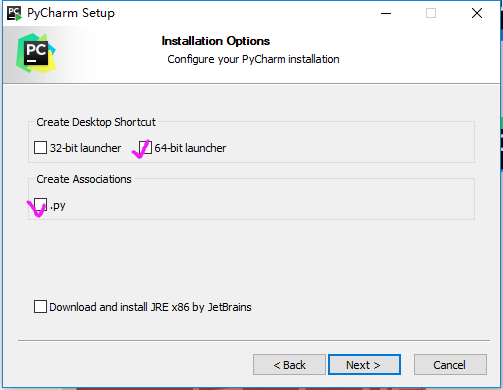 PyCharm Setup
PC
Installation Options
Configure your PyCharm installation
Create Desktop Shortcut
32-bit launcher 64-bit launcher
Create Associations
.py
Download and install JRE x86 by JetBrains
< Back Next > Cancel